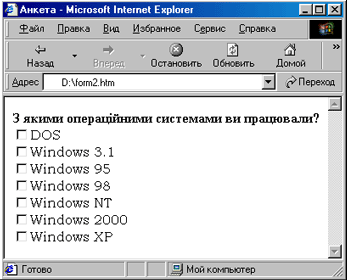 Анкета - Microsoft Internet Explorer
Файл Правка Вид Избранное Сервис Справка
Назад Вперед Остановить Обновить Домой »
Адрес D:\form2.htm Переход
З якими операційними системами ви працювали?
DOS
Windows 3.1
Windows 95
Windows 98
Windows NT
Windows 2000
Windows XP
Готово Мой компьютер